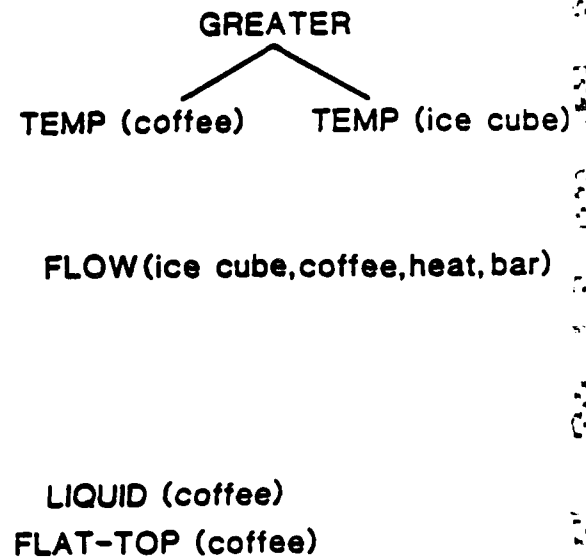 GREATER
TEMP (coffee) TEMP (ice cube)
FLOW(ice cube,coffee,heat,bar)
LIQUID (coffee)
FLAT-TOP (coffee)